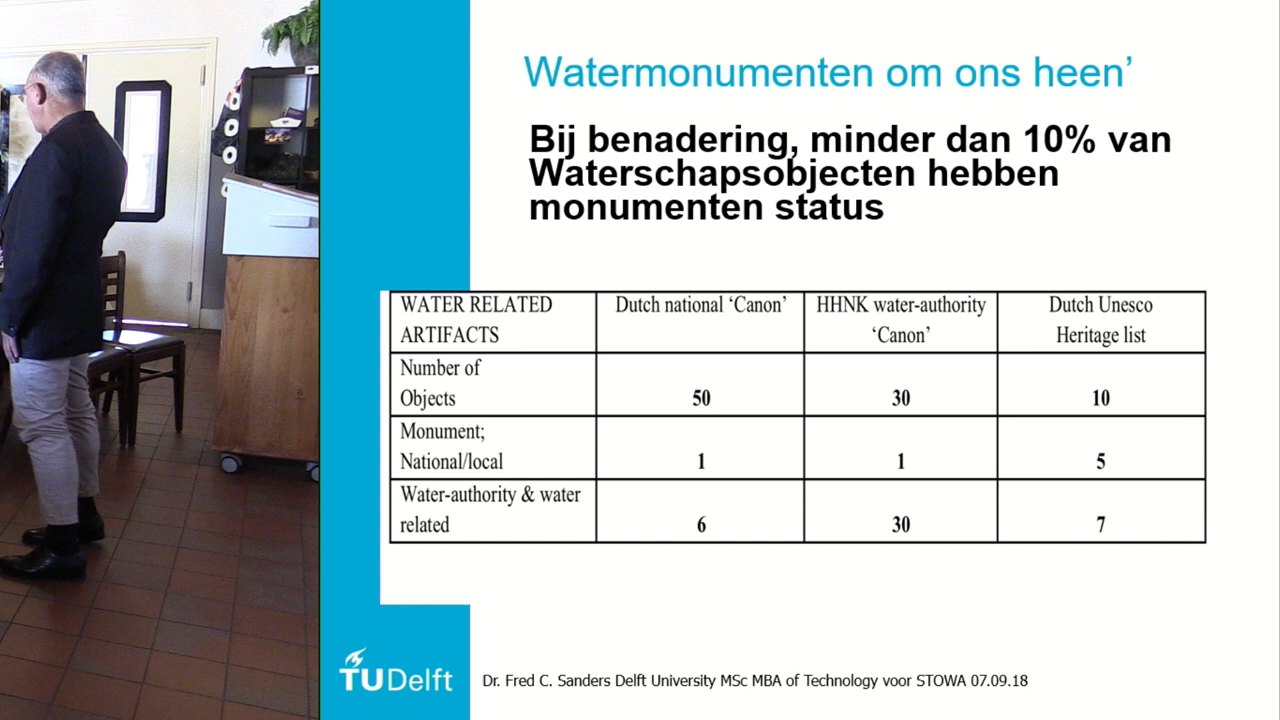 Watermonumenten om ons heen’
Bij benadering, minder dan 10% van
Waterschapsobjecten hebben
monumenten status
WATER RELATED ARTIFACTS Dutch national ‘Canon’ HHNK water-authority ‘Canon’ Dutch Unesco Heritage list
Number of Objects 50 30 10
Monument; National/local 1 1 5
Water-authority & water related 6 30 7
TU Delft
Dr. Fred C. Sanders Delft University MSc MBA of Technology voor STOWA 07.09.18